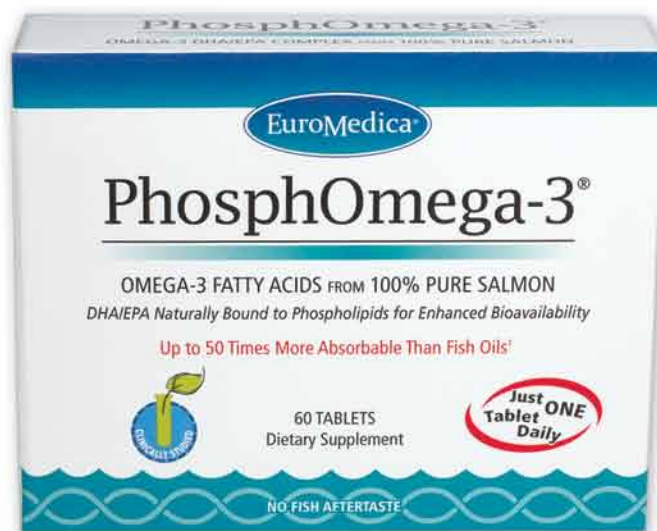 PhosphOmega-3®
OMEGA-3 DHA/EPA COMPLEX FROM 100% PURE SALMON
EuroMedica®
PhosphOmega-3®
OMEGA-3 FATTY ACIDS FROM 100% PURE SALMON
DHA/EPA Naturally Bound to Phospholipids for Enhanced Bioavailability
Up to 50 Times More Absorbable Than Fish Oils†
CLINICALLY STUDIED
60 TABLETS
Dietary Supplement
Just ONE
Tablet
Daily
NO FISH AFTERTASTE